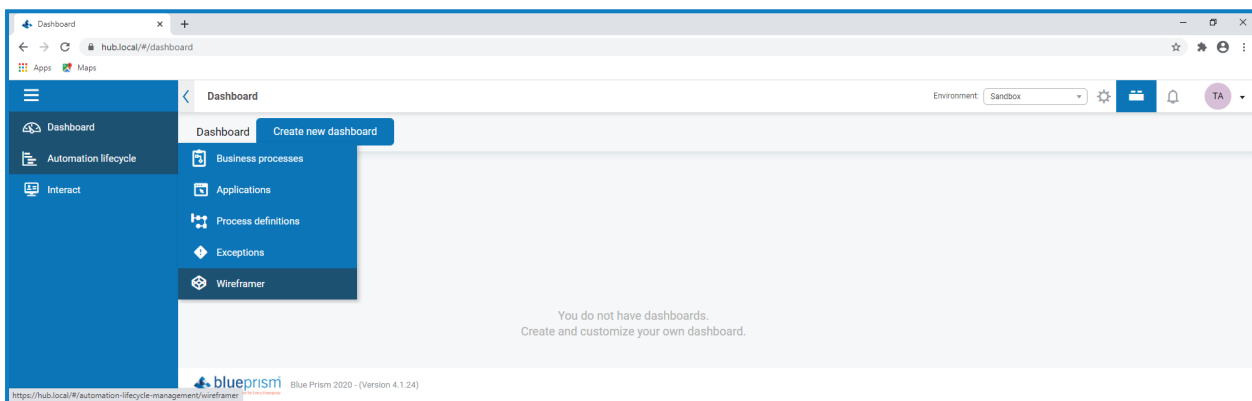 Dashboard
hub.local/#/dashboard
Apps Maps
Dashboard
Environment: Sandbox
TA
Dashboard
Automation lifecycle
Interact
Dashboard Create new dashboard
Business processes
Applications
Process definitions
Exceptions
Wireframer
You do not have dashboards.
Create and customize your own dashboard.
blueprism Blue Prism 2020 - (Version 4.1.24)
https://hub.local/#/automation-lifecycle-management/wireframer